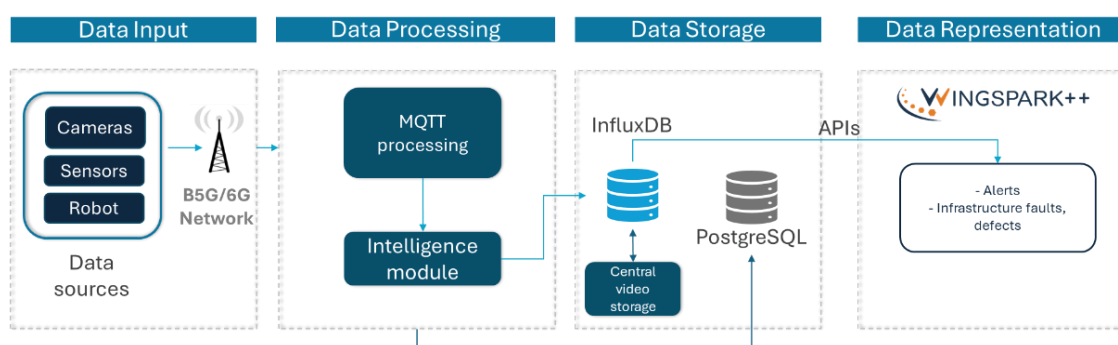 Data Input
Data Processing
Data Storage
Data Representation
Cameras
Sensors
Robot
Data
sources
B5G/6G
Network
MQTT
processing
Intelligence
module
InfluxDB
PostgreSQL
Central
video
storage
APIs
WINGSPARK++
- Alerts
- Infrastructure faults,
defects